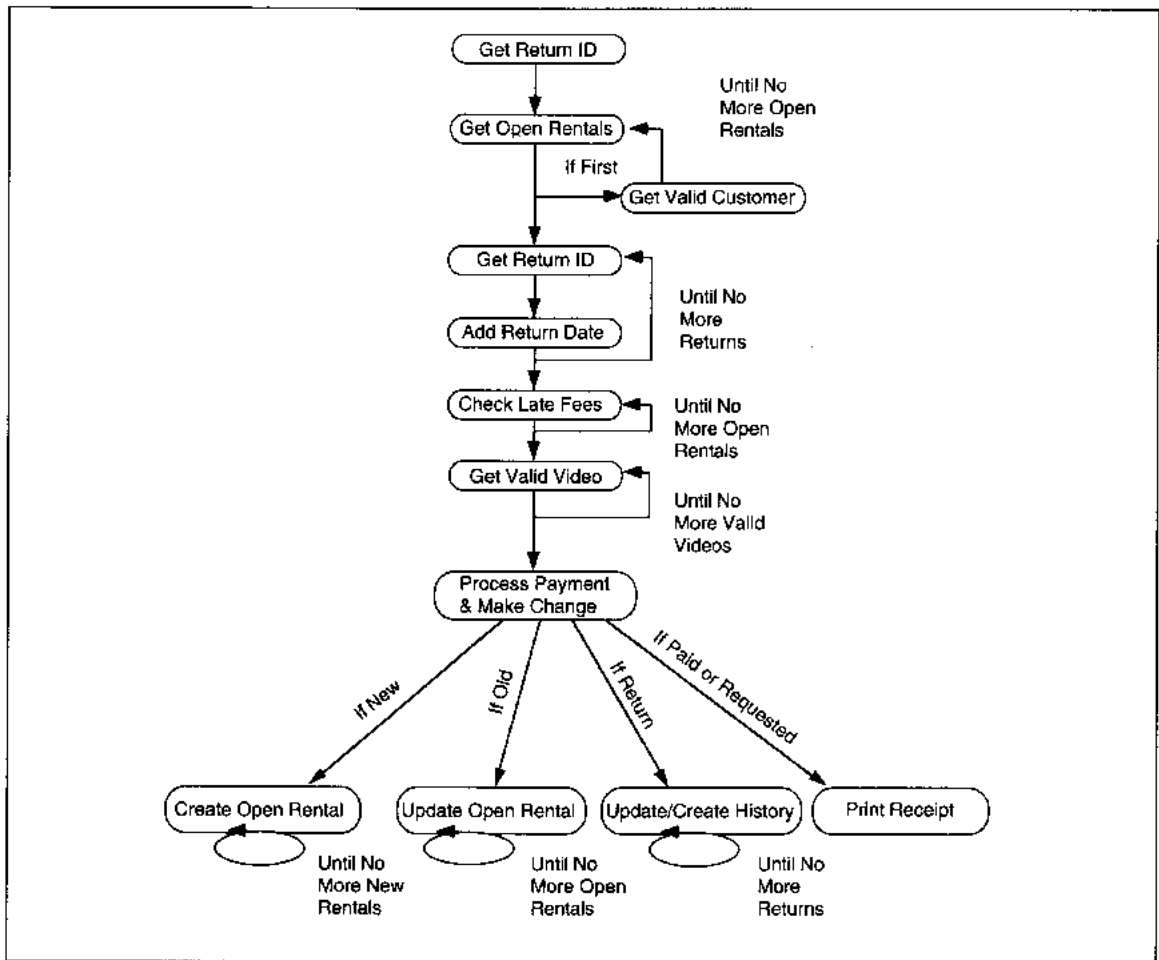 Get Return ID
Until No
More Open
Rentals
Get Open Rentals
If First
Get Valid Customer
Get Return ID
Until No
More
Returns
Add Return Date
Check Late Fees
Until No
More Open
Rentals
Get Valid Video
Until No
More Valid
Videos
Process Payment
& Make Change
If New
If Old
If Return
If Paid or Requested
Create Open Rental
Update Open Rental
Update/Create History
Print Receipt
Until No
More New
Rentals
Until No
More Open
Rentals
Until No
More
Returns